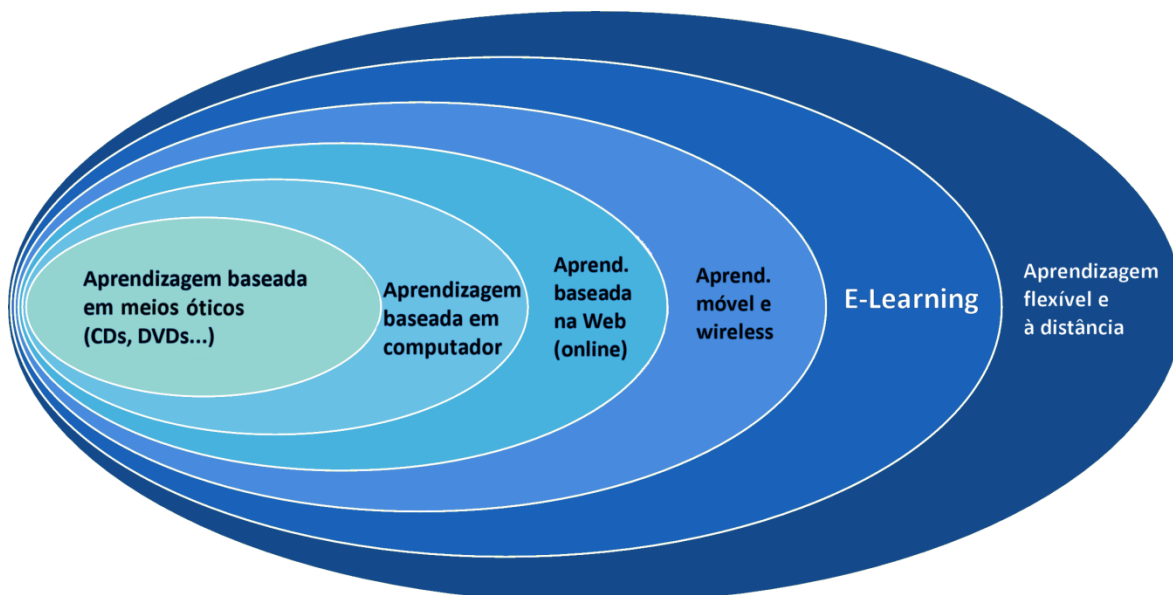 Aprendizagem baseada
em meios óticos
(CDs, DVDs...)
Aprendizagem
baseada em
computador
Aprend.
baseada
na Web
(online)
Aprend.
móvel e
wireless
E-Learning
Aprendizagem
flexível e
à distância